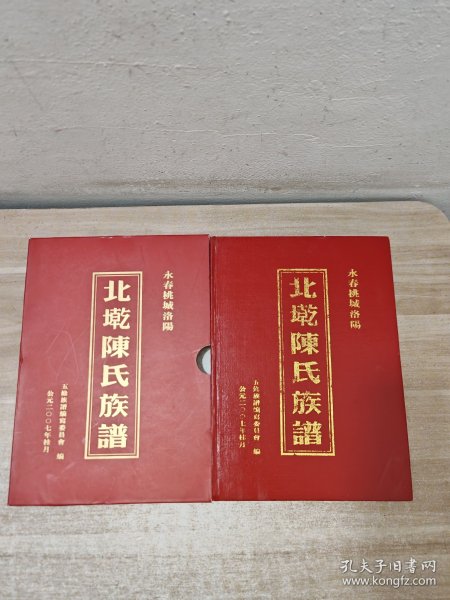 永春桃城洛陽
北墘陳氏族譜
五修族譜編寫委員會 編
公元二〇〇七年桂月
永春桃城洛陽
北墘陳氏族譜
五修族譜編寫委員會 編
公元二〇〇七年桂月
孔夫子旧书网
www.kongfz.com